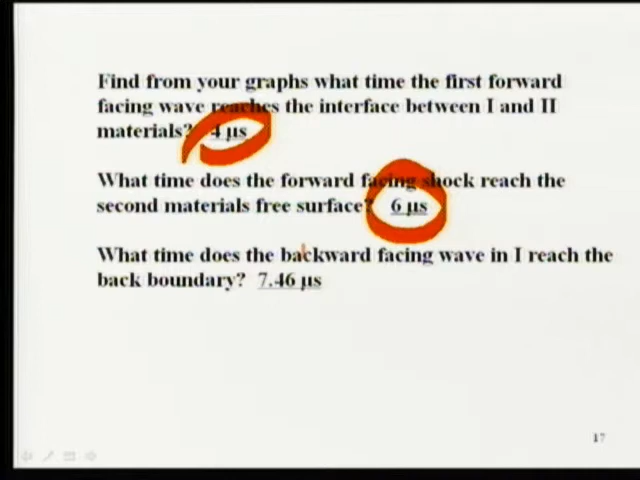 Find from your graphs what time the first forward
facing wave reaches the interface between I and II
materials? 4 µs
What time does the forward facing shock reach the
second materials free surface? 6 µs
What time does the backward facing wave in I reach the
back boundary? 7.46 µs
17